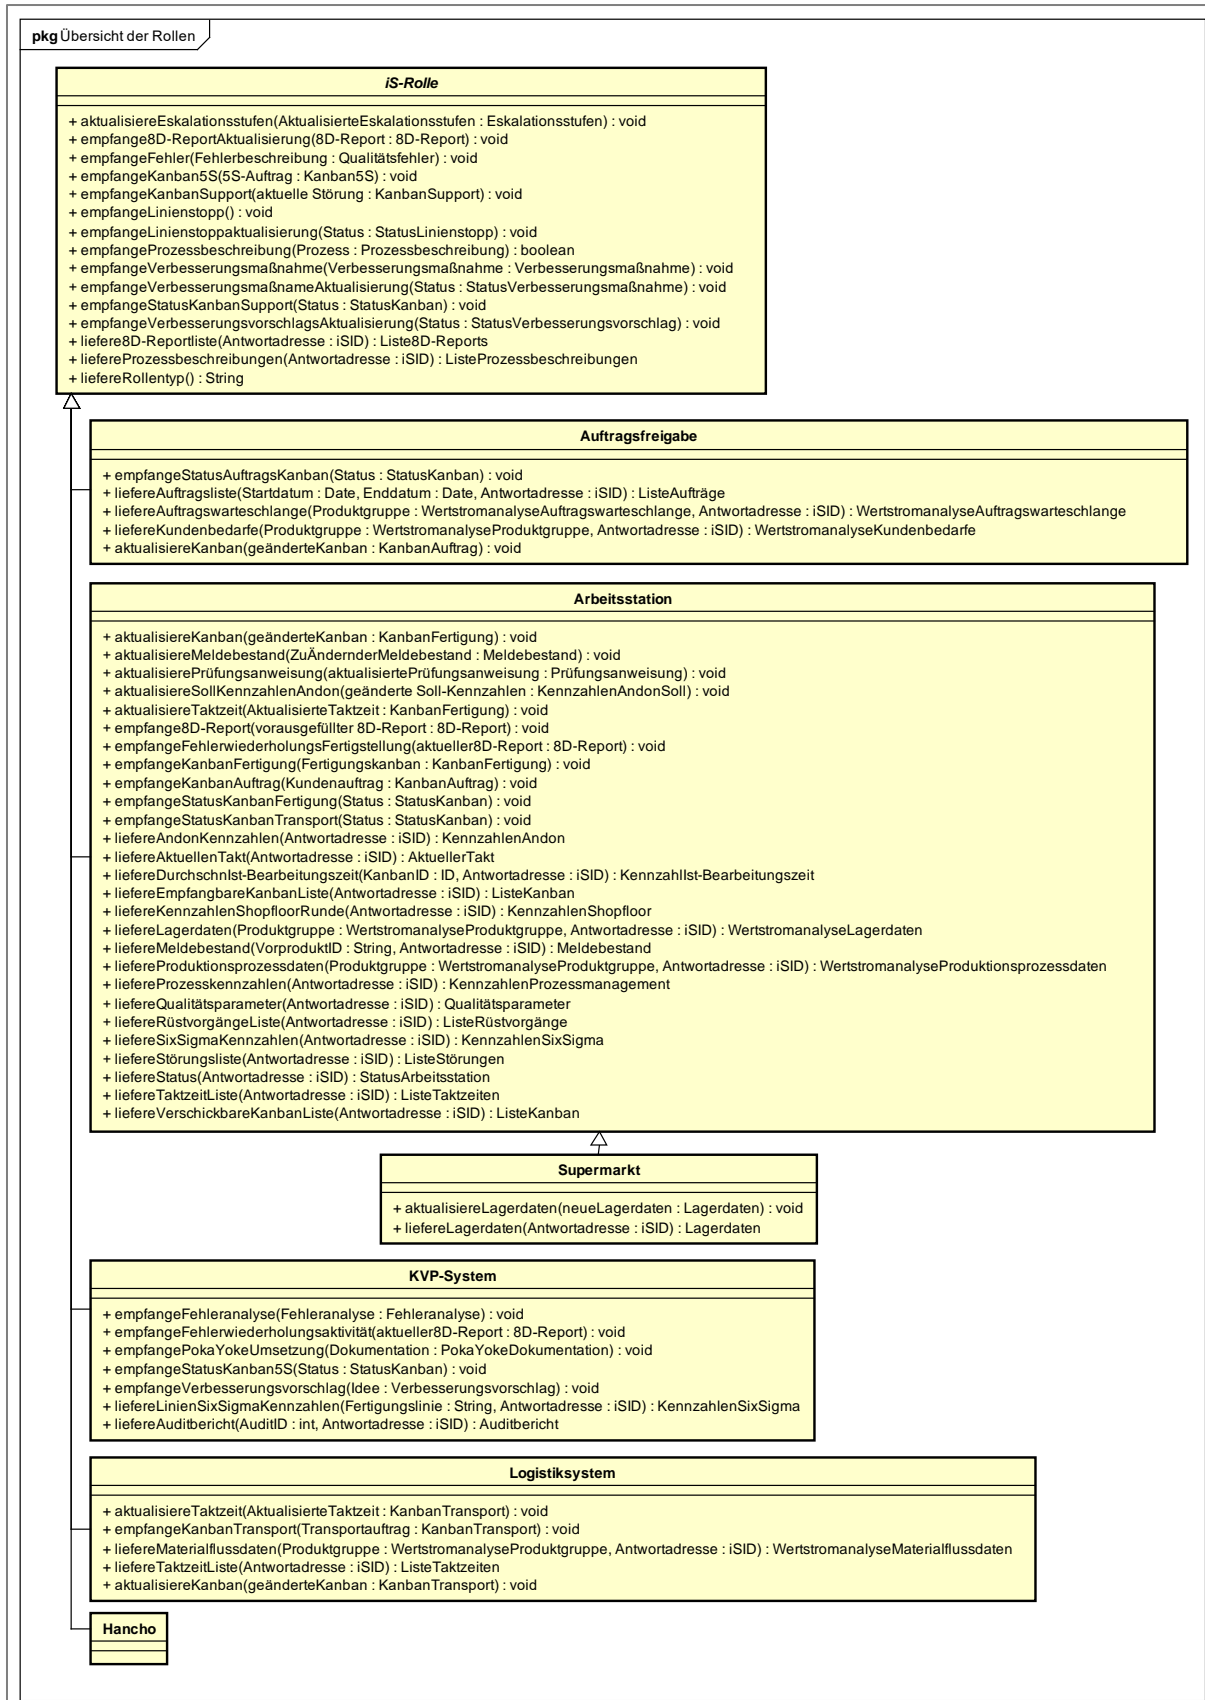 pkg Übersicht der Rollen
iS-Rolle
+ aktualisiereEskalationsstufen(AktualisierteEskalationsstufen : Eskalationsstufen) : void
+ empfange8D-ReportAktualisierung(8D-Report : 8D-Report) : void
+ empfangeFehler(Fehlerbeschreibung : Qualitätsfehler) : void
+ empfangeKanban5S(5S-Auftrag : Kanban5S) : void
+ empfangeKanbanSupport(aktuelle Störung : KanbanSupport) : void
+ empfangeLinienstopp() : void
+ empfangeLinienstoppaktualisierung(Status : StatusLinienstopp) : void
+ empfangeProzessbeschreibung(Prozess : Prozessbeschreibung) : boolean
+ empfangeVerbesserungsmaßnahme(Verbesserungsmaßnahme : Verbesserungsmaßnahme) : void
+ empfangeVerbesserungsmaßnameAktualisierung(Status : StatusVerbesserungsmaßnahme) : void
+ empfangeStatusKanbanSupport(Status : StatusKanban) : void
+ empfangeVerbesserungsvorschlagsAktualisierung(Status : StatusVerbesserungsvorschlag) : void
+ liefere8D-Reportliste(Antwortadresse : iSID) : Liste8D-Reports
+ liefereProzessbeschreibungen(Antwortadresse : iSID) : ListeProzessbeschreibungen
+ liefereRollentyp() : String
Auftragsfreigabe
+ empfangeStatusAuftragsKanban(Status : StatusKanban) : void
+ liefereAuftragsliste(Startdatum : Date, Enddatum : Date, Antwortadresse : iSID) : ListeAufträge
+ liefereAuftragswarteschlange(Produktgruppe : WertstromanalyseAuftragswarteschlange, Antwortadresse : iSID) : WertstromanalyseAuftragswarteschlange
+ liefereKundenbedarfe(Produktgruppe : WertstromanalyseProduktgruppe, Antwortadresse : iSID) : WertstromanalyseKundenbedarfe
+ aktualisiereKanban(geänderteKanban : KanbanAuftrag) : void
Arbeitsstation
+ aktualisiereKanban(geänderteKanban : KanbanFertigung) : void
+ aktualisiereMeldebestand(ZuÄndernderMeldebestand : Meldebestand) : void
+ aktualisierePrüfungsanweisung(aktualisiertePrüfungsanweisung : Prüfungsanweisung) : void
+ aktualisiereSollKennzahlenAndon(geänderte Soll-Kennzahlen : KennzahlenAndonSoll) : void
+ aktualisiereTaktzeit(AktualisierteTaktzeit : KanbanFertigung) : void
+ empfange8D-Report(vorausgefüllter 8D-Report : 8D-Report) : void
+ empfangeFehlerwiederholungsFertigstellung(aktueller8D-Report : 8D-Report) : void
+ empfangeKanbanFertigung(Fertigungskanban : KanbanFertigung) : void
+ empfangeKanbanAuftrag(Kundenauftrag : KanbanAuftrag) : void
+ empfangeStatusKanbanFertigung(Status : StatusKanban) : void
+ empfangeStatusKanbanTransport(Status : StatusKanban) : void
+ liefereAndonKennzahlen(Antwortadresse : iSID) : KennzahlenAndon
+ liefereAktuellenTakt(Antwortadresse : iSID) : AktuellerTakt
+ liefereDurchschnIst-Bearbeitungszeit(KanbanID : ID, Antwortadresse : iSID) : KennzahlIst-Bearbeitungszeit
+ liefereEmpfangbareKanbanListe(Antwortadresse : iSID) : ListeKanban
+ liefereKennzahlenShopfloorRunde(Antwortadresse : iSID) : KennzahlenShopfloor
+ liefereLagerdaten(Produktgruppe : WertstromanalyseProduktgruppe, Antwortadresse : iSID) : WertstromanalyseLagerdaten
+ liefereMeldebestand(VorproduktID : String, Antwortadresse : iSID) : Meldebestand
+ liefereProduktionsprozessdaten(Produktgruppe : WertstromanalyseProduktgruppe, Antwortadresse : iSID) : WertstromanalyseProduktionsprozessdaten
+ liefereProzesskennzahlen(Antwortadresse : iSID) : KennzahlenProzessmanagement
+ liefereQualitätsparameter(Antwortadresse : iSID) : Qualitätsparameter
+ liefereRüstvorgängeListe(Antwortadresse : iSID) : ListeRüstvorgänge
+ liefereSixSigmaKennzahlen(Antwortadresse : iSID) : KennzahlenSixSigma
+ liefereStörungsliste(Antwortadresse : iSID) : ListeStörungen
+ liefereStatus(Antwortadresse : iSID) : StatusArbeitsstation
+ liefereTaktzeitListe(Antwortadresse : iSID) : ListeTaktzeiten
+ liefereVerschickbareKanbanListe(Antwortadresse : iSID) : ListeKanban
Supermarkt
+ aktualisiereLagerdaten(neueLagerdaten : Lagerdaten) : void
+ liefereLagerdaten(Antwortadresse : iSID) : Lagerdaten
KVP-System
+ empfangeFehleranalyse(Fehleranalyse : Fehleranalyse) : void
+ empfangeFehlerwiederholungsaktivität(aktueller8D-Report : 8D-Report) : void
+ empfangePokaYokeUmsetzung(Dokumentation : PokaYokeDokumentation) : void
+ empfangeStatusKanban5S(Status : StatusKanban) : void
+ empfangeVerbesserungsvorschlag(Idee : Verbesserungsvorschlag) : void
+ liefereLinienSixSigmaKennzahlen(Fertigungslinie : String, Antwortadresse : iSID) : KennzahlenSixSigma
+ liefereAuditbericht(AuditID : int, Antwortadresse : iSID) : Auditbericht
Logistiksystem
+ aktualisiereTaktzeit(AktualisierteTaktzeit : KanbanTransport) : void
+ empfangeKanbanTransport(Transportauftrag : KanbanTransport) : void
+ liefereMaterialflussdaten(Produktgruppe : WertstromanalyseProduktgruppe, Antwortadresse : iSID) : WertstromanalyseMaterialflussdaten
+ liefereTaktzeitListe(Antwortadresse : iSID) : ListeTaktzeiten
+ aktualisiereKanban(geänderteKanban : KanbanTransport) : void
Hancho